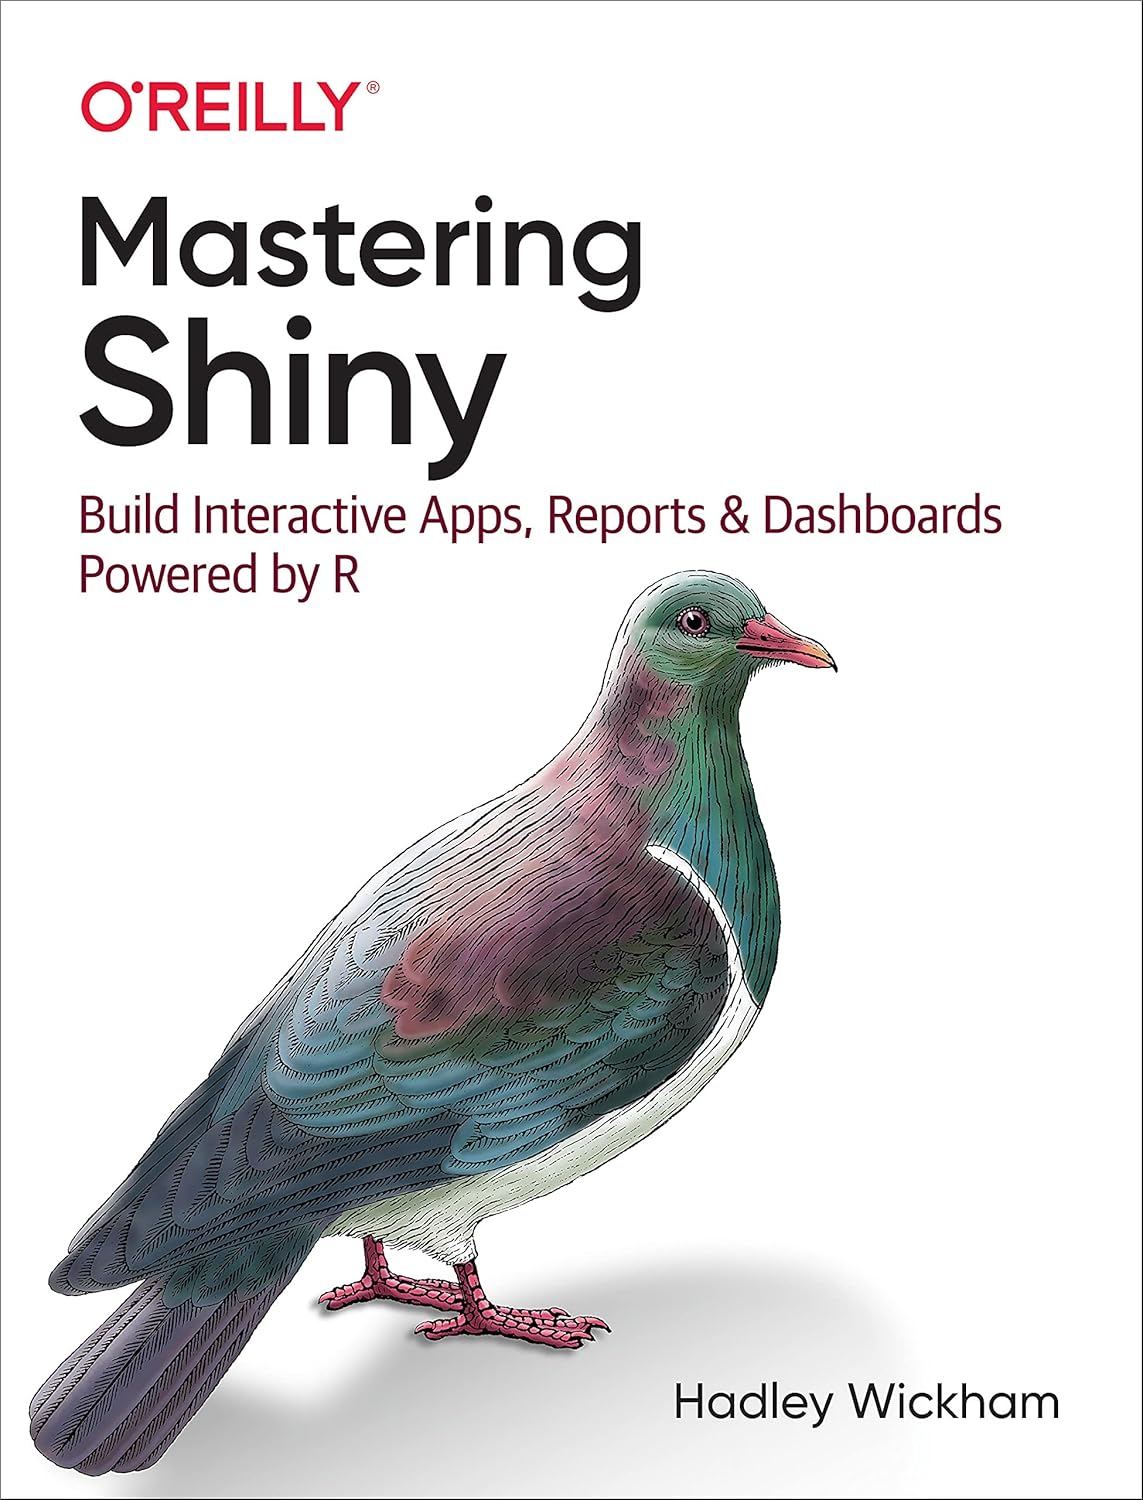 O'REILLY®
Mastering
Shiny
Build Interactive Apps, Reports & Dashboards
Powered by R
Hadley Wickham